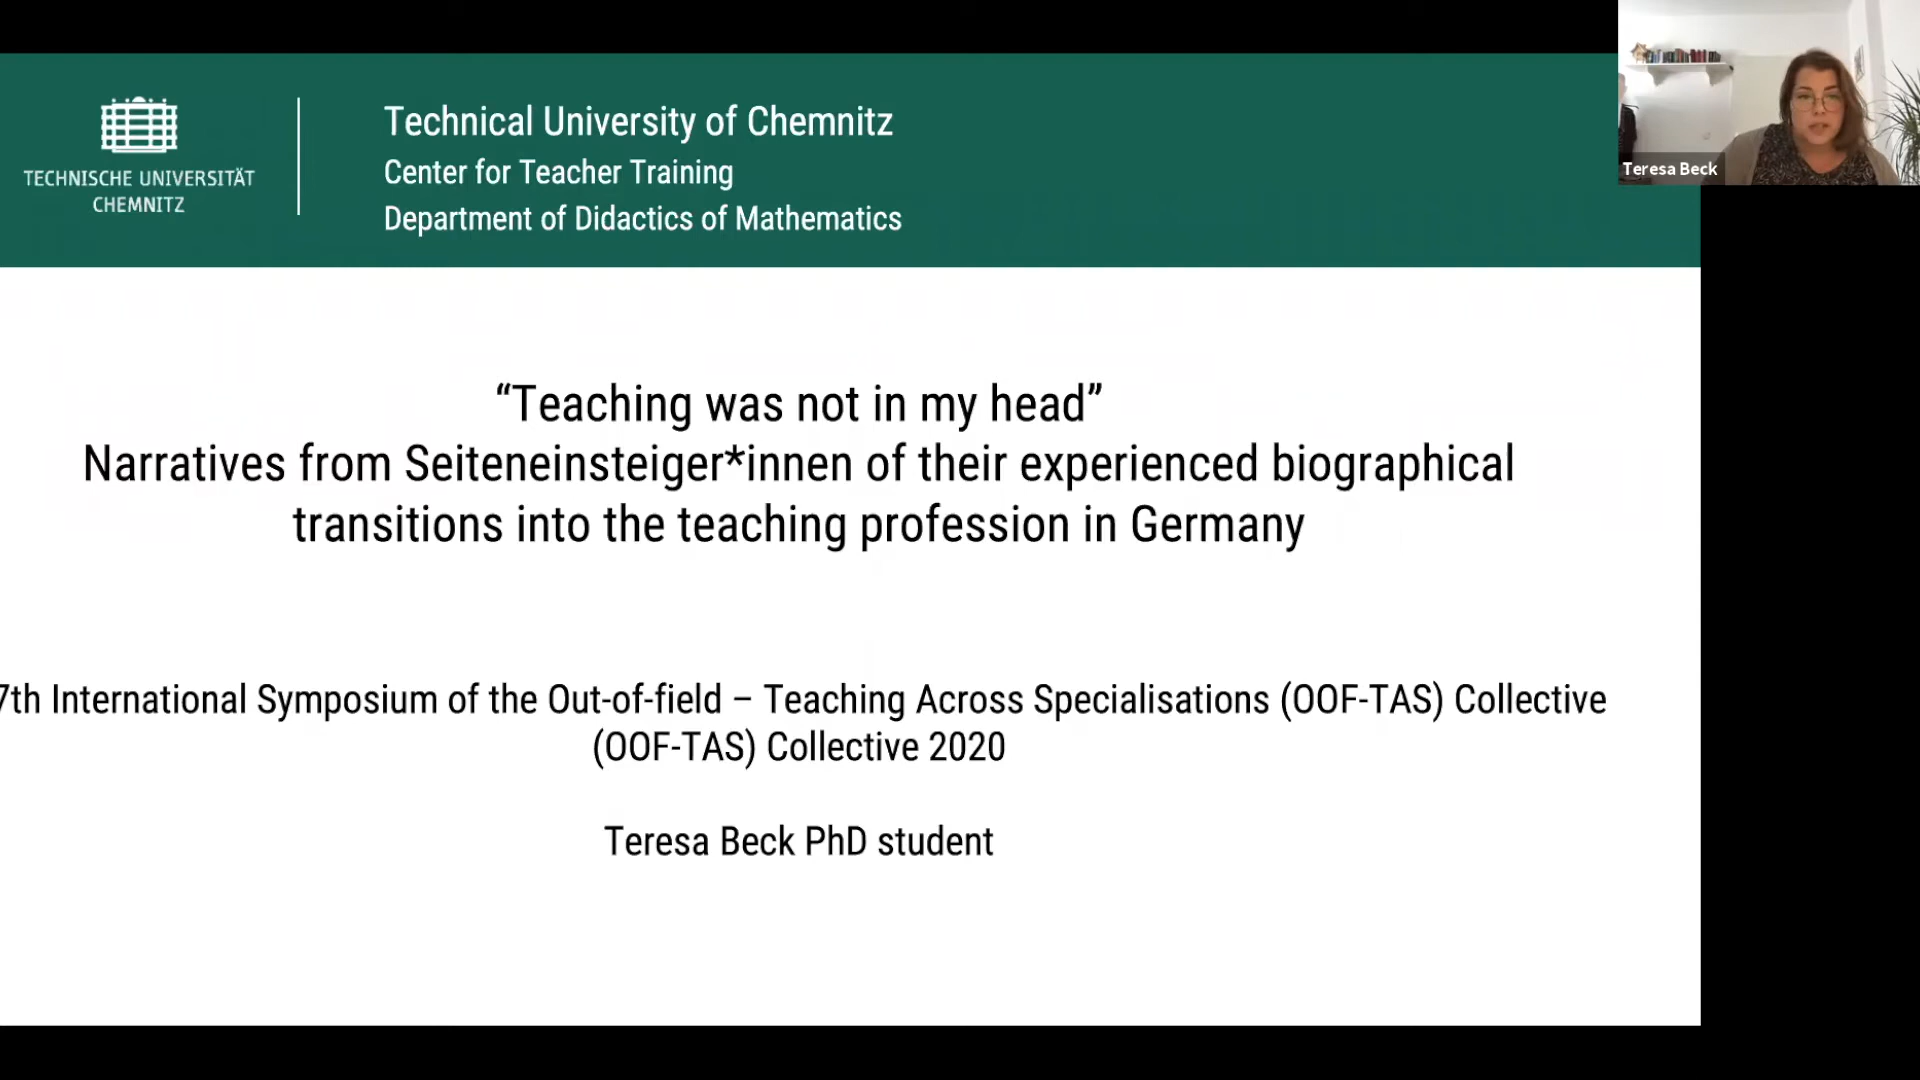 TECHNISCHE UNIVERSITÄT
CHEMNITZ
Technical University of Chemnitz
Center for Teacher Training
Department of Didactics of Mathematics
Teresa Beck
“Teaching was not in my head”
Narratives from Seiteneinsteiger*innen of their experienced biographical
transitions into the teaching profession in Germany
7th International Symposium of the Out-of-field – Teaching Across Specialisations (OOF-TAS) Collective
(OOF-TAS) Collective 2020
Teresa Beck PhD student